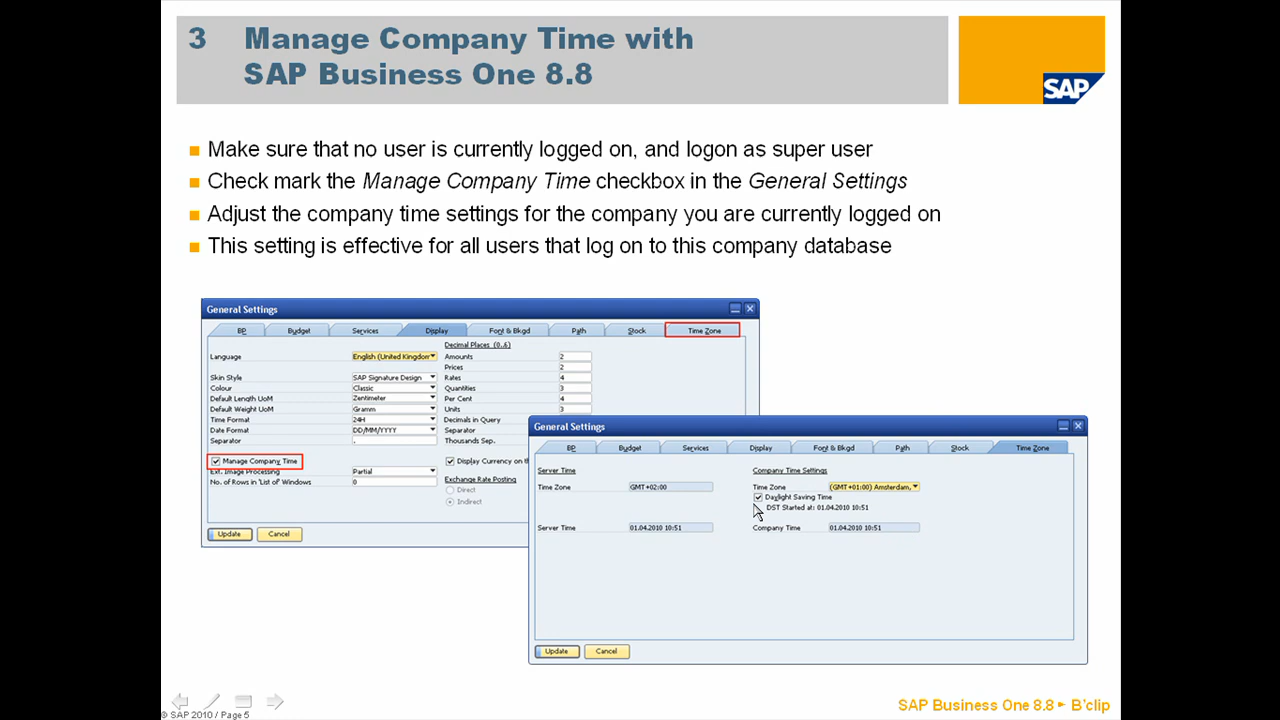 3 Manage Company Time with
SAP Business One 8.8
SAP
Make sure that no user is currently logged on, and logon as super user
Check mark the Manage Company Time checkbox in the General Settings
Adjust the company time settings for the company you are currently logged on
This setting is effective for all users that log on to this company database
General Settings
BP Budget Services Display Font & Bkgd Path Stock Time Zone
Decimal Places (0..6)
Language English (United Kingdom Amounts 2
Prices 2
Skin Style SAP Signature Design Rates 4
Colour Classic Quantities 3
Default Length UoM Zentimeter Per Cent 4
Default Weight UoM Gramm Units 3
Time Format 24H Decimals in Query
Date Format DD/MM/YYYY Separator
Separator . Thousands Sep.
Manage Company Time Display Currency on th
Ext. Image Processing Partial Exchange Rate Posting
No. of Rows in 'List of' Windows 0
Direct
Indirect
Update Cancel
General Settings
BP Budget Services Display Font & Bkgd Path Stock Time Zone
Server Time Company Time Settings
Time Zone GMT+02:00 Time Zone (GMT+01:00) Amsterdam,
Daylight Saving Time
DST Started at: 01.04.2010 10:51
Server Time 01.04.2010 10:51 Company Time 01.04.2010 10:51
Update Cancel
SAP Business One 8.8 ► B'clip
© SAP 2010 / Page 5